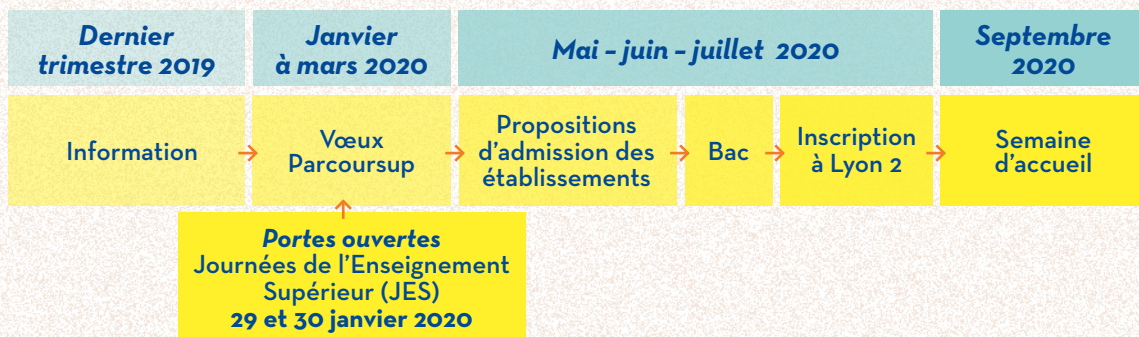 Dernier
trimestre 2019
Janvier
à mars 2020
Mai – juin – juillet 2020
Septembre
2020
Information
Vœux
Parcoursup
Propositions
d’admission des
établissements
Bac
Inscription
à Lyon 2
Semaine
d’accueil
Portes ouvertes
Journées de l’Enseignement
Supérieur (JES)
29 et 30 janvier 2020